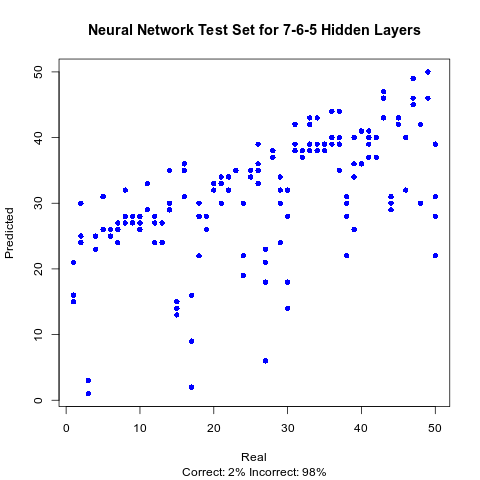 Neural Network Test Set for 7-6-5 Hidden Layers
Predicted
50
40
30
20
10
0
0 10 20 30 40 50
Real
Correct: 2% Incorrect: 98%